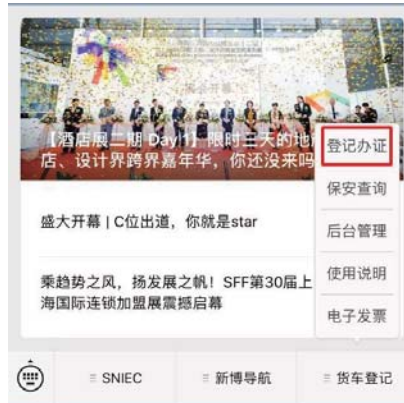 【酒店展二期 Day1】限时三天的地
店、设计界跨界嘉年华，你还没来吗
盛大开幕 | C位出道，你就是star
乘趋势之风，扬发展之帆！SFF第30届上
海国际连锁加盟展震撼启幕
登记办证
保安查询
后台管理
使用说明
电子发票
SNIEC
新博导航
货车登记